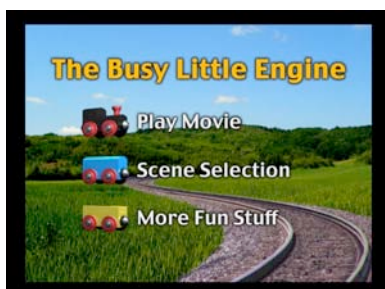 The Busy Little Engine
Play Movie
Scene Selection
More Fun Stuff